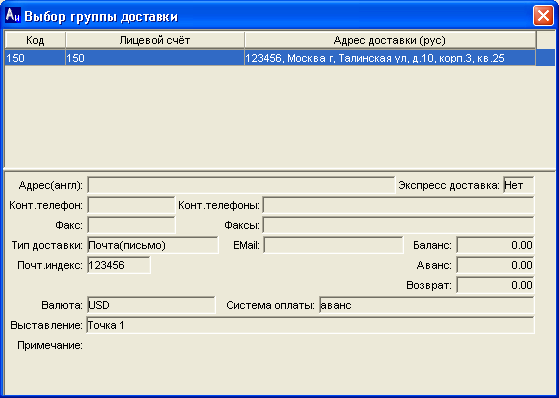 Аи Выбор группы доставки
Код Лицевой счёт Адрес доставки (рус)
150 150 123456, Москва г, Талинская ул, д.10, корп.3, кв.25
Адрес(англ): Экспресс доставка: Нет
Конт.телефон: Конт.телефоны:
Факс: Факсы:
Тип доставки: Почта(письмо) EMail: Баланс: 0.00
Почт.индекс: 123456 Аванс: 0.00
Возврат: 0.00
Валюта: USD Система оплаты: аванс
Выставление: Точка 1
Примечание: